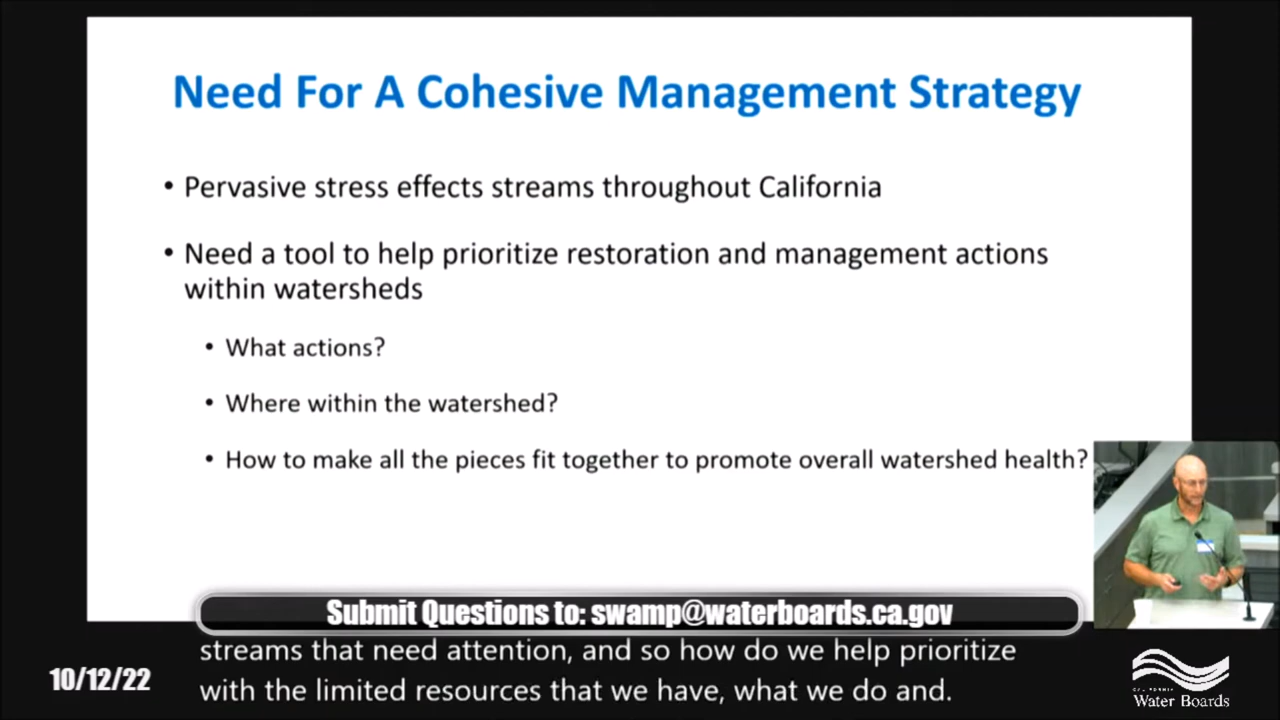 Need For A Cohesive Management Strategy
• Pervasive stress effects streams throughout California
• Need a tool to help prioritize restoration and management actions
within watersheds
• What actions?
• Where within the watershed?
• How to make all the pieces fit together to promote overall watershed health?
Submit Questions to: swamp@waterboards.ca.gov
streams that need attention, and so how do we help prioritize
with the limited resources that we have, what we do and.
10/12/22
CALIFORNIA
Water Boards